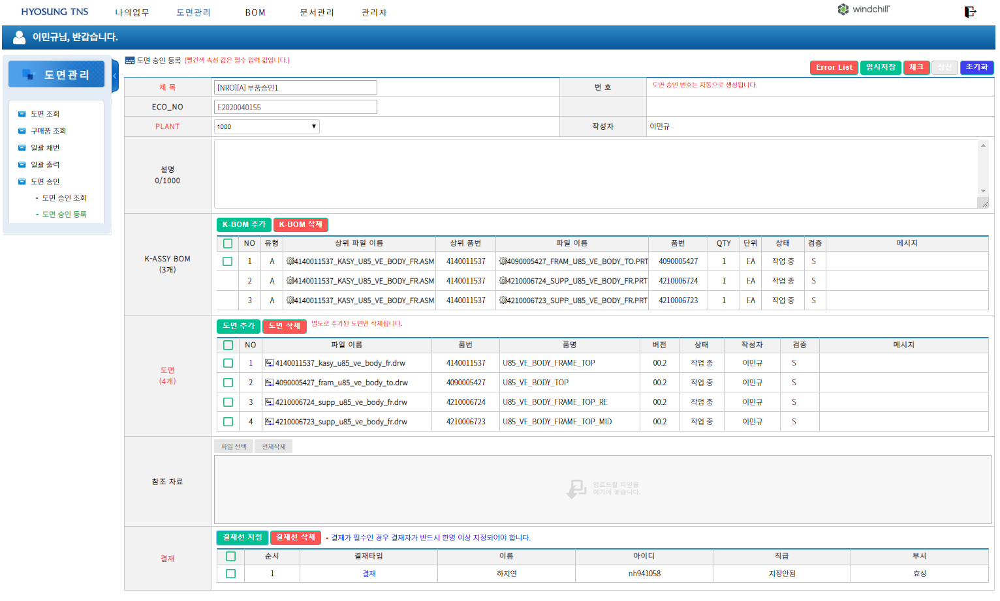 HYOSUNG TNS 나의업무 도면관리 BOM 문서관리 관리자 windchill
이민규님, 반갑습니다.
도면관리
도면 조회
구매품 조회
일괄 채번
일괄 출력
도면 승인
· 도면 승인 조회
- 도면 승인 등록
도면 승인 등록 (빨간색 속성 값은 필수 입력 값입니다.)
Error List 임시저장 체크 상신 초기화
제 목 [NRO][A] 부품승인1 번 호 도면 승인 번호는 자동으로 생성됩니다.
ECO_NO E2020040155
PLANT 1000 작성자 이민규
설명
0/1000
K-ASSY BOM
(3개)
K-BOM 추가 K-BOM 삭제
NO 유형 상위 파일 이름 상위 품번 파일 이름 품번 QTY 단위 상태 검증 메시지
1 A 4140011537_KASY_U85_VE_BODY_FR.ASM 4140011537 4090005427_FRAM_U85_VE_BODY_TO.PRT 4090005427 1 EA 작업 중 S
2 A 4140011537_KASY_U85_VE_BODY_FR.ASM 4140011537 4210006724_SUPP_U85_VE_BODY_FR.PRT 4210006724 1 EA 작업 중 S
3 A 4140011537_KASY_U85_VE_BODY_FR.ASM 4140011537 4210006723_SUPP_U85_VE_BODY_FR.PRT 4210006723 1 EA 작업 중 S
도면
(4개)
도면 추가 도면 삭제 별도로 추가된 도면만 삭제됩니다.
NO 파일 이름 품번 품명 버전 상태 작성자 검증 메시지
1 4140011537_kasy_u85_ve_body_fr.drw 4140011537 U85_VE_BODY_FRAME_TOP 00.2 작업 중 이민규 S
2 4090005427_fram_u85_ve_body_to.drw 4090005427 U85_VE_BODY_TOP 00.2 작업 중 이민규 S
3 4210006724_supp_u85_ve_body_fr.drw 4210006724 U85_VE_BODY_FRAME_TOP_RE 00.2 작업 중 이민규 S
4 4210006723_supp_u85_ve_body_fr.drw 4210006723 U85_VE_BODY_FRAME_TOP_MID 00.2 작업 중 이민규 S
참조 자료
파일 선택 전체삭제
업로드할 파일을
여기에 놓습니다.
결재
결재선 지정 결재선 삭제 • 결재가 필수인 경우 결재자가 반드시 한명 이상 지정되어야 합니다.
순서 결재타입 이름 아이디 직급 부서
1 결재 하지연 nh941058 지정안됨 효성